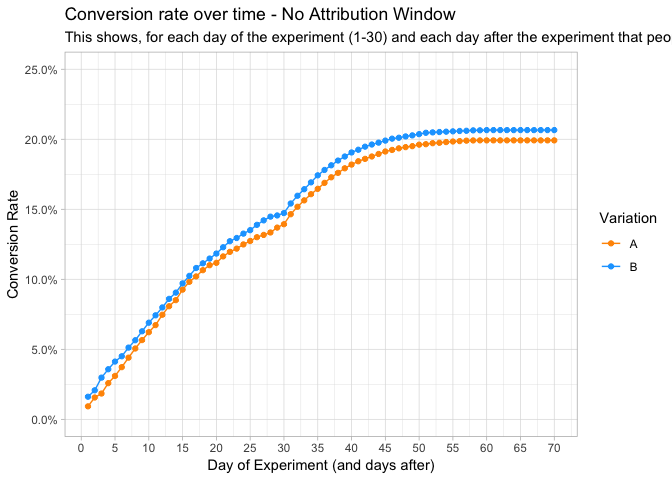 Conversion rate over time - No Attribution Window
This shows, for each day of the experiment (1-30) and each day after the experiment that peo
25.0%
20.0%
15.0%
10.0%
5.0%
0.0%
Conversion Rate
0 5 10 15 20 25 30 35 40 45 50 55 60 65 70
Day of Experiment (and days after)
Variation
A
B